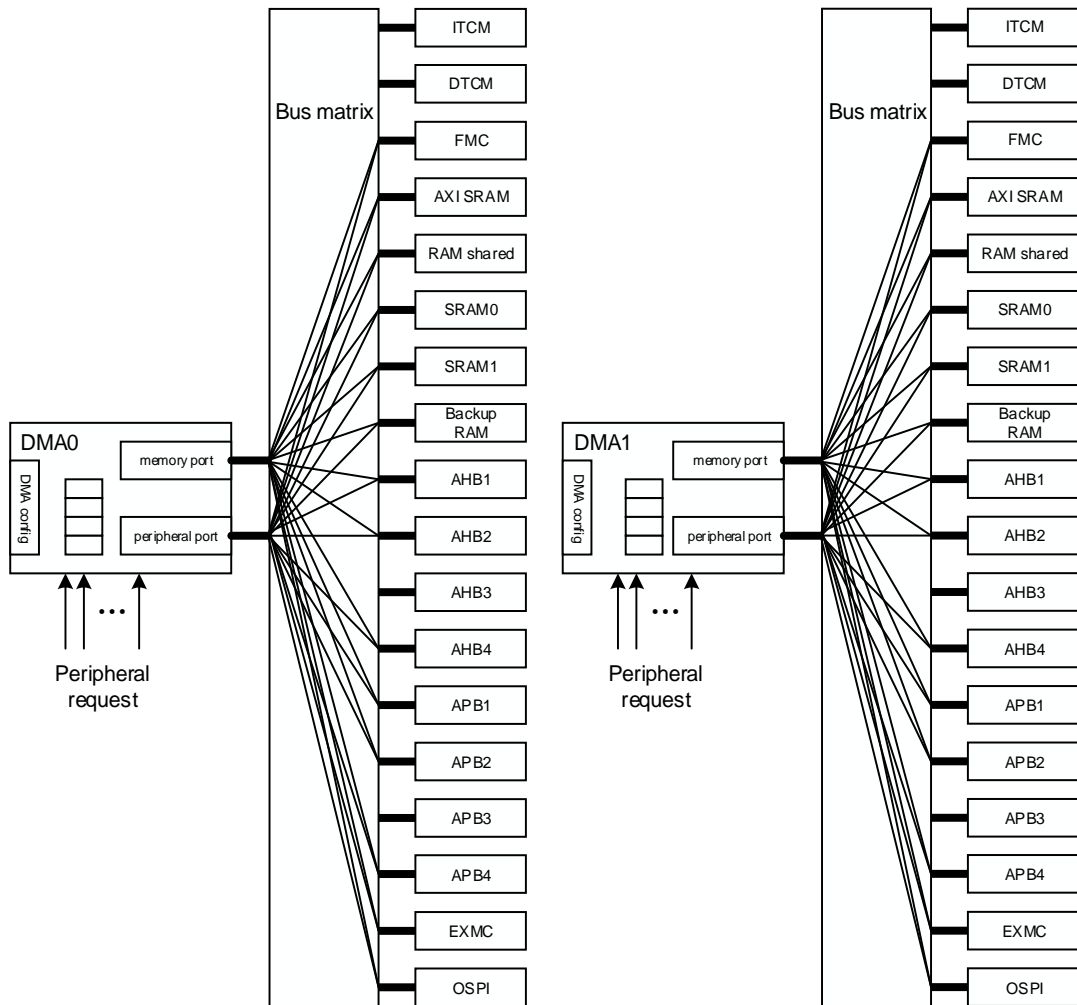 Bus matrix
ITCM
DTCM
FMC
AXI SRAM
RAM shared
SRAM0
SRAM1
Backup
RAM
AHB1
AHB2
AHB3
AHB4
APB1
APB2
APB3
APB4
EXMC
OSPI
DMA0
DMA config
memory port
peripheral port
...
Peripheral
request
Bus matrix
ITCM
DTCM
FMC
AXI SRAM
RAM shared
SRAM0
SRAM1
Backup
RAM
AHB1
AHB2
AHB3
AHB4
APB1
APB2
APB3
APB4
EXMC
OSPI
DMA1
DMA config
memory port
peripheral port
...
Peripheral
request